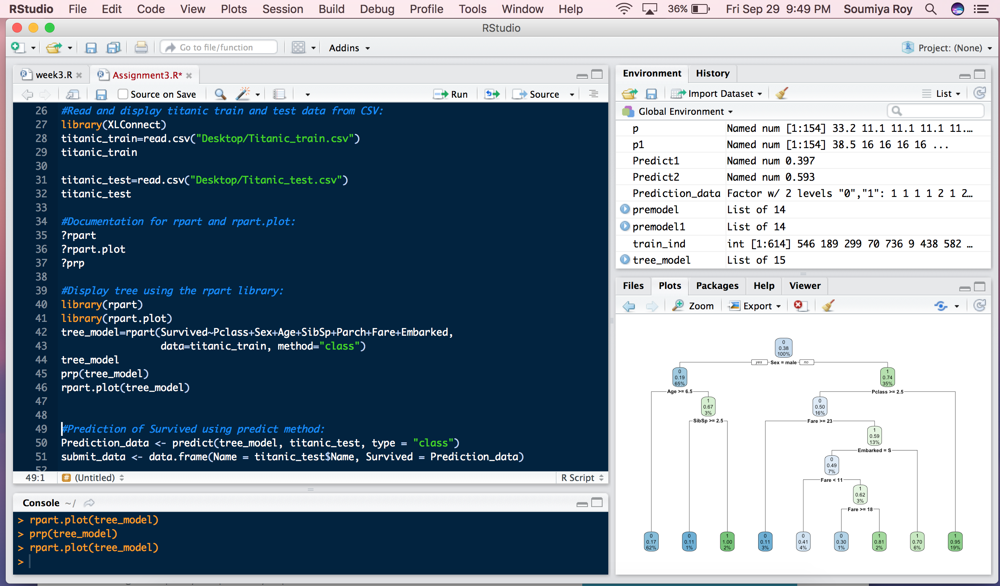 RStudio File Edit Code View Plots Session Build Debug Profile Tools Window Help 36% Fri Sep 29 9:49 PM Soumiya Roy
RStudio
Go to file/function Addins Project: (None)
week3.R Assignment3.R*
Source on Save Run Source
26 #Read and display titanic train and test data from CSV:
27 library(XLConnect)
28 titanic_train=read.csv("Desktop/Titanic_train.csv")
29 titanic_train
30
31 titanic_test=read.csv("Desktop/Titanic_test.csv")
32 titanic_test
33
34 #Documentation for rpart and rpart.plot:
35 ?rpart
36 ?rpart.plot
37 ?prp
38
39 #Display tree using the rpart library:
40 library(rpart)
41 library(rpart.plot)
42 tree_model=rpart(Survived~Pclass+Sex+Age+SibSp+Parch+Fare+Embarked,
43 data=titanic_train, method="class")
44 tree_model
45 prp(tree_model)
46 rpart.plot(tree_model)
47
48
49 #Prediction of Survived using predict method:
50 Prediction_data <- predict(tree_model, titanic_test, type = "class")
51 submit_data <- data.frame(Name = titanic_test$Name, Survived = Prediction_data)
52
49:1 # (Untitled) R Script
Console ~/
> rpart.plot(tree_model)
> prp(tree_model)
> rpart.plot(tree_model)
>
Environment History
Import Dataset List
Global Environment
p Named num [1:154] 33.2 11.1 11.1 11.1 11.…
p1 Named num [1:154] 38.5 16 16 16 16 ...
Predict1 Named num 0.397
Predict2 Named num 0.593
Prediction_data Factor w/ 2 levels "0","1": 1 1 1 1 2 1 2…
premodel List of 14
premodel1 List of 14
train_ind int [1:614] 546 189 299 70 736 9 438 582 …
tree_model List of 15
Files Plots Packages Help Viewer
Zoom Export
0
0.38
100%
yes Sex = male no
0 1
0.19 0.74
65% 35%
Age >= 6.5 Pclass >= 2.5
1 0
0.67 0.50
3% 16%
SibSp >= 2.5 Fare >= 23
1
0.59
13%
Embarked = S
0
0.49
7%
Fare < 11
1
0.62
3%
Fare >= 18
0 0 1 0 0 0 1 1 1
0.17 0.11 1.00 0.11 0.41 0.30 0.81 0.70 0.95
62% 1% 2% 3% 4% 1% 2% 6% 19%